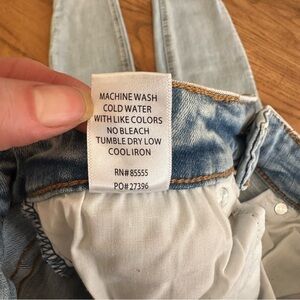 MACHINE WASH
COLD WATER
WITH LIKE COLORS
NO BLEACH
TUMBLE DRY LOW
COOL IRON
RN# 85555
PO# 27396